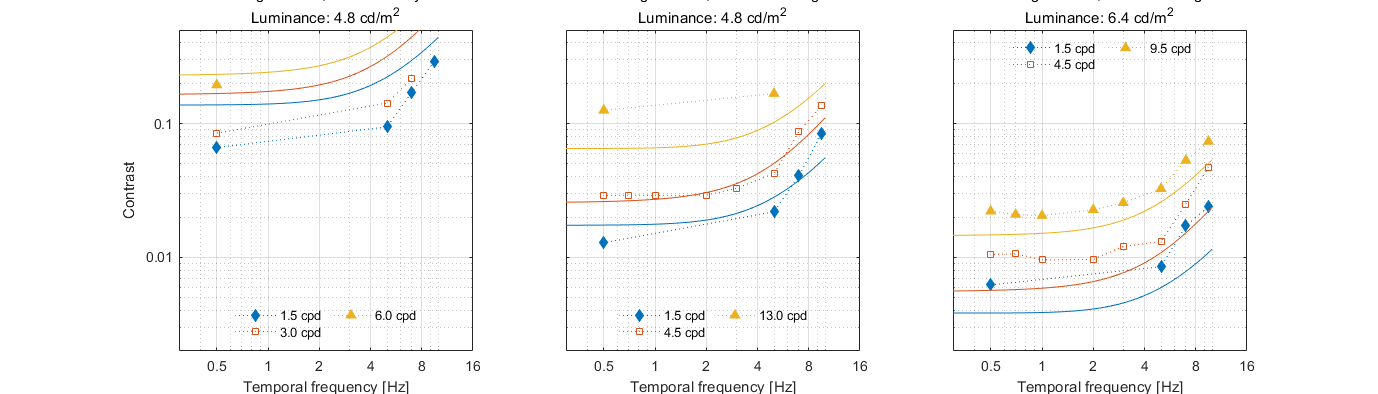 Luminance: 4.8 cd/m2
Contrast
0.1
0.01
1.5 cpd
6.0 cpd
3.0 cpd
0.5
1
2
4
8
16
Temporal frequency [Hz]
Luminance: 4.8 cd/m2
1.5 cpd
13.0 cpd
4.5 cpd
0.5
1
2
4
8
16
Temporal frequency [Hz]
Luminance: 6.4 cd/m2
1.5 cpd
9.5 cpd
4.5 cpd
0.5
1
2
4
8
16
Temporal frequency [Hz]